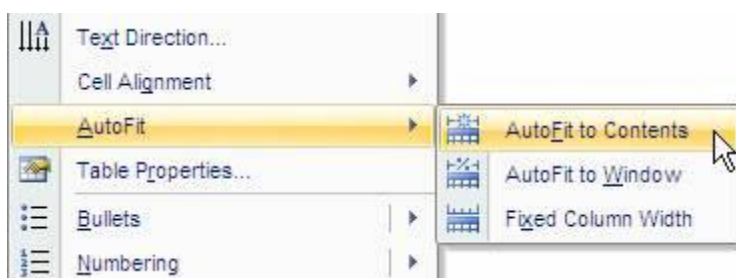 Text Direction...
Cell Alignment
AutoFit
Table Properties...
Bullets
Numbering
AutoFit to Contents
AutoFit to Window
Fixed Column Width